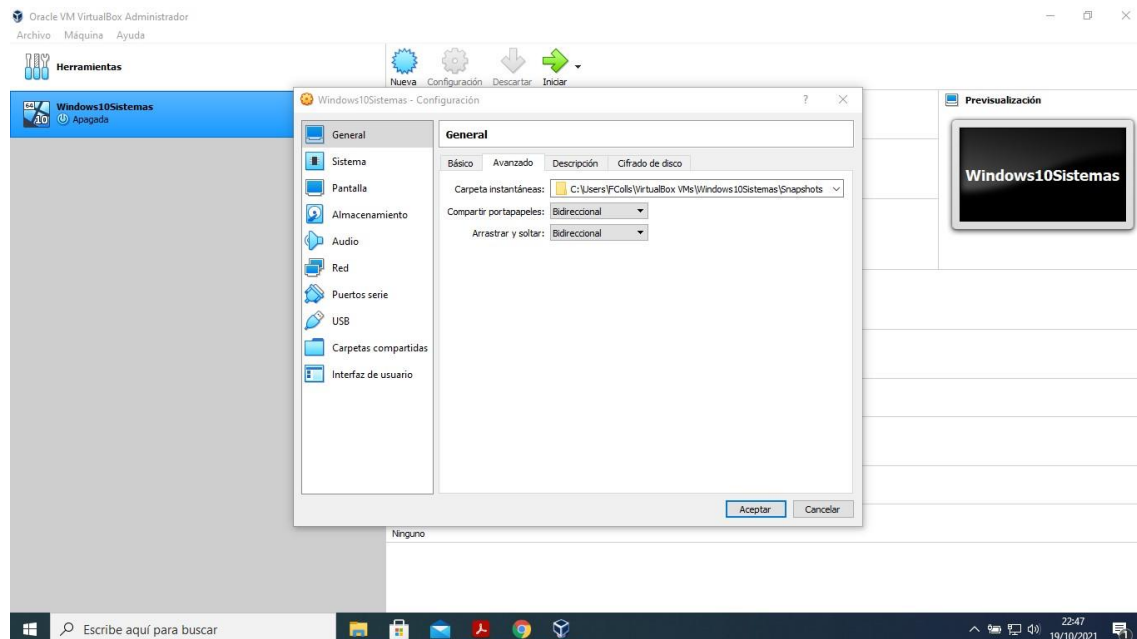 Oracle VM VirtualBox Administrador
Archivo Máquina Ayuda
Herramientas
Nueva Configuración Descartar Iniciar
64
10
Windows10Sistemas
Apagada
Previsualización
Windows10Sistemas
Windows10Sistemas - Configuración
?
General
Sistema
Pantalla
Almacenamiento
Audio
Red
Puertos serie
USB
Carpetas compartidas
Interfaz de usuario
General
Básico Avanzado Descripción Cifrado de disco
Carpeta instantáneas: C:\Users\FColls\VirtualBox VMs\Windows10Sistemas\Snapshots
Compartir portapapeles: Bidireccional
Arrastrar y soltar: Bidireccional
Aceptar Cancelar
Ninguno
Escribe aquí para buscar
22:47
19/10/2021